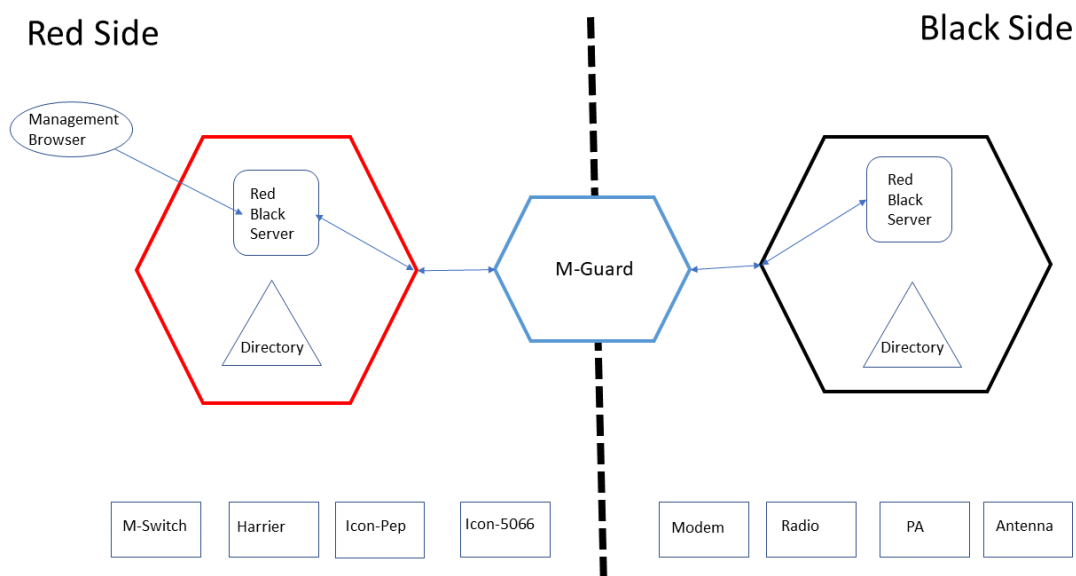 Red Side
Black Side
Management
Browser
Red
Black
Server
Directory
M-Guard
Red
Black
Server
Directory
M-Switch
Harrier
Icon-Pep
Icon-5066
Modem
Radio
PA
Antenna